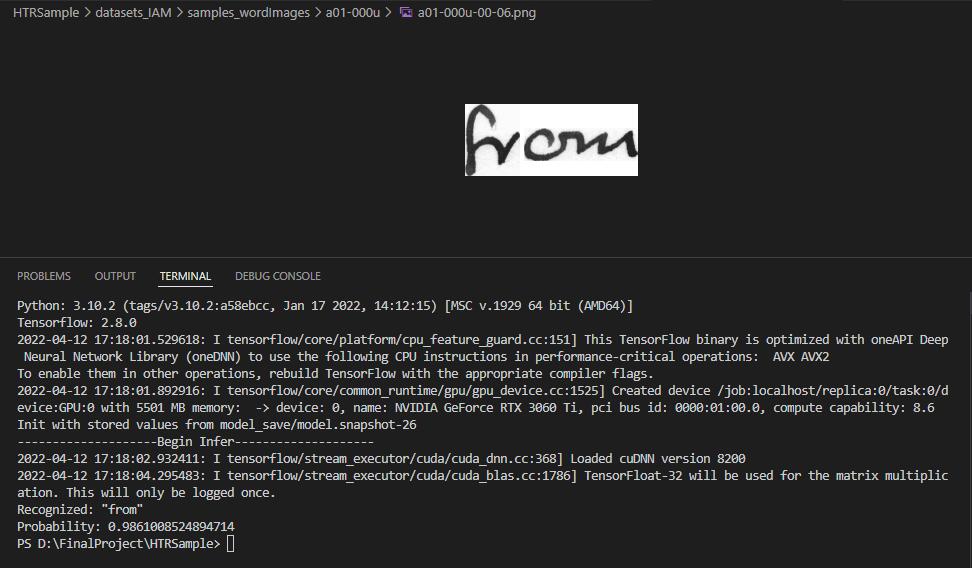 HTRSample > datasets_IAM > samples_wordImages > a01-000u > a01-000u-00-06.png
from
PROBLEMS OUTPUT TERMINAL DEBUG CONSOLE
Python: 3.10.2 (tags/v3.10.2:a58ebcc, Jan 17 2022, 14:12:15) [MSC v.1929 64 bit (AMD64)]
Tensorflow: 2.8.0
2022-04-12 17:18:01.529618: I tensorflow/core/platform/cpu_feature_guard.cc:151] This TensorFlow binary is optimized with oneAPI Deep
Neural Network Library (oneDNN) to use the following CPU instructions in performance-critical operations:  AVX AVX2
To enable them in other operations, rebuild TensorFlow with the appropriate compiler flags.
2022-04-12 17:18:01.892916: I tensorflow/core/common_runtime/gpu/gpu_device.cc:1525] Created device /job:localhost/replica:0/task:0/d
evice:GPU:0 with 5501 MB memory:  -> device: 0, name: NVIDIA GeForce RTX 3060 Ti, pci bus id: 0000:01:00.0, compute capability: 8.6
Init with stored values from model_save/model.snapshot-26
--------------------Begin Infer--------------------
2022-04-12 17:18:02.932411: I tensorflow/stream_executor/cuda/cuda_dnn.cc:368] Loaded cuDNN version 8200
2022-04-12 17:18:04.295483: I tensorflow/stream_executor/cuda/cuda_blas.cc:1786] TensorFloat-32 will be used for the matrix multiplic
ation. This will only be logged once.
Recognized: "from"
Probability: 0.9861008524894714
PS D:\FinalProject\HTRSample>